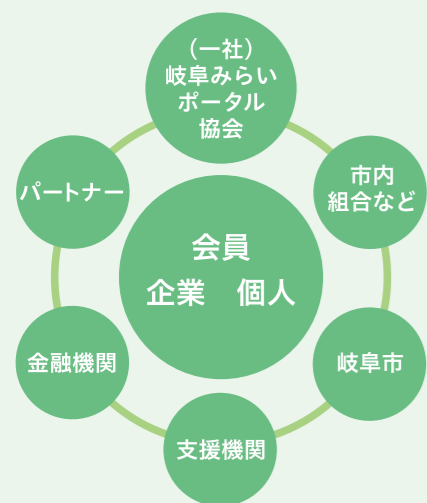 （一社）
岐阜みらい
ポータル
協会
パートナー
市内
組合など
会員
企業　個人
金融機関
岐阜市
支援機関